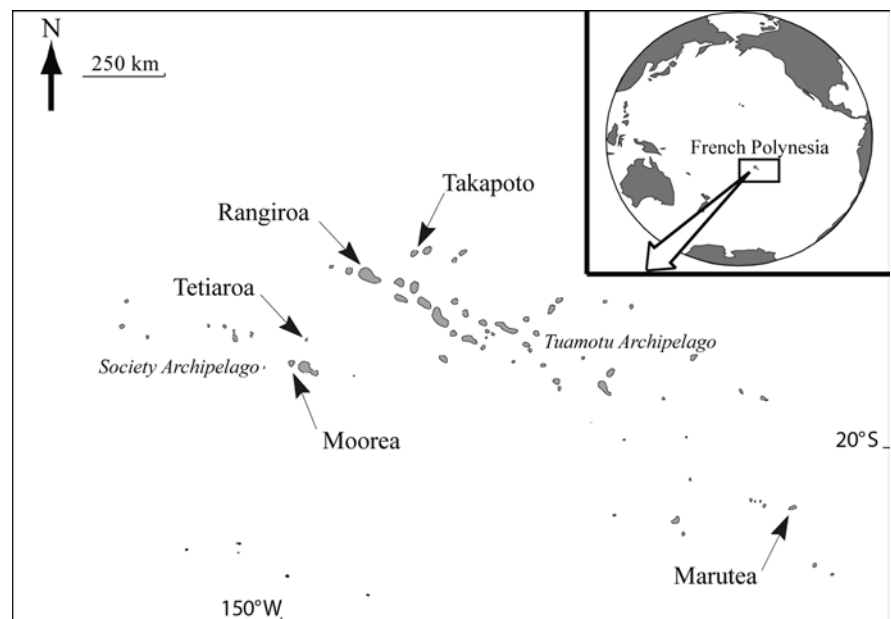 N
250 km
French Polynesia
Takapoto
Rangiroa
Tetiaroa
Tuamotu Archipelago
Society Archipelago
Moorea
20°S
Marutea
150°W